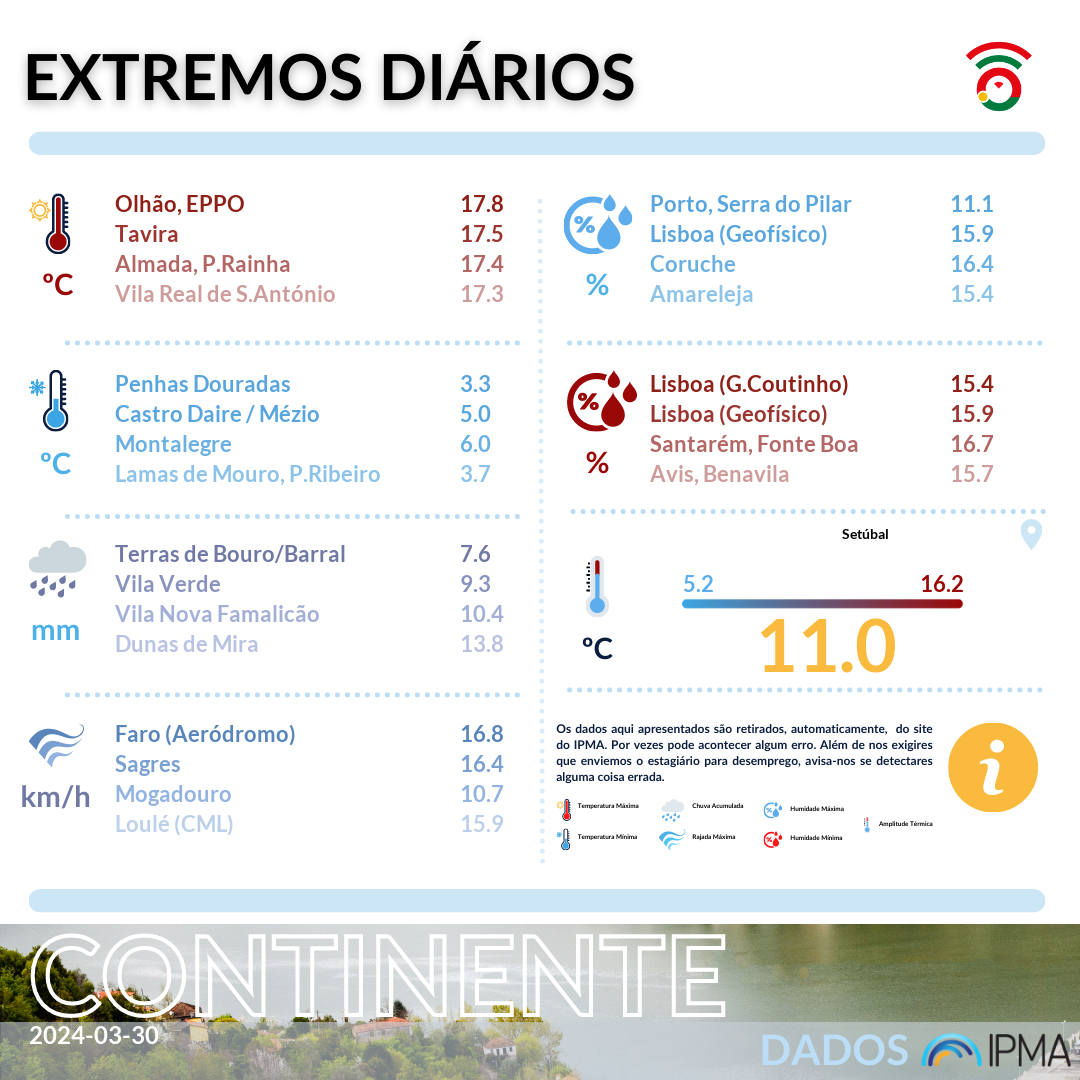 EXTREMOS DIÁRIOS
Olhão, EPPO 17.8
Tavira 17.5
Almada, P.Rainha 17.4
Vila Real de S.António 17.3
ºC
Penhas Douradas 3.3
Castro Daire / Mézio 5.0
Montalegre 6.0
Lamas de Mouro, P.Ribeiro 3.7
ºC
Terras de Bouro/Barral 7.6
Vila Verde 9.3
Vila Nova Famalicão 10.4
Dunas de Mira 13.8
mm
Faro (Aeródromo) 16.8
Sagres 16.4
Mogadouro 10.7
Loulé (CML) 15.9
km/h
%
Porto, Serra do Pilar 11.1
Lisboa (Geofísico) 15.9
Coruche 16.4
Amareleja 15.4
%
%
Lisboa (G.Coutinho) 15.4
Lisboa (Geofísico) 15.9
Santarém, Fonte Boa 16.7
Avis, Benavila 15.7
%
Setúbal
5.2 16.2
11.0
ºC
Os dados aqui apresentados são retirados, automaticamente, do site
do IPMA. Por vezes pode acontecer algum erro. Além de nos exigires
que enviemos o estagiário para desemprego, avisa-nos se detectares
alguma coisa errada.
i
Temperatura Máxima Chuva Acumulada Humidade Máxima
Amplitude Térmica
Temperatura Mínima Rajada Máxima Humidade Mínima
CONTINENTE
2024-03-30
DADOS IPMA